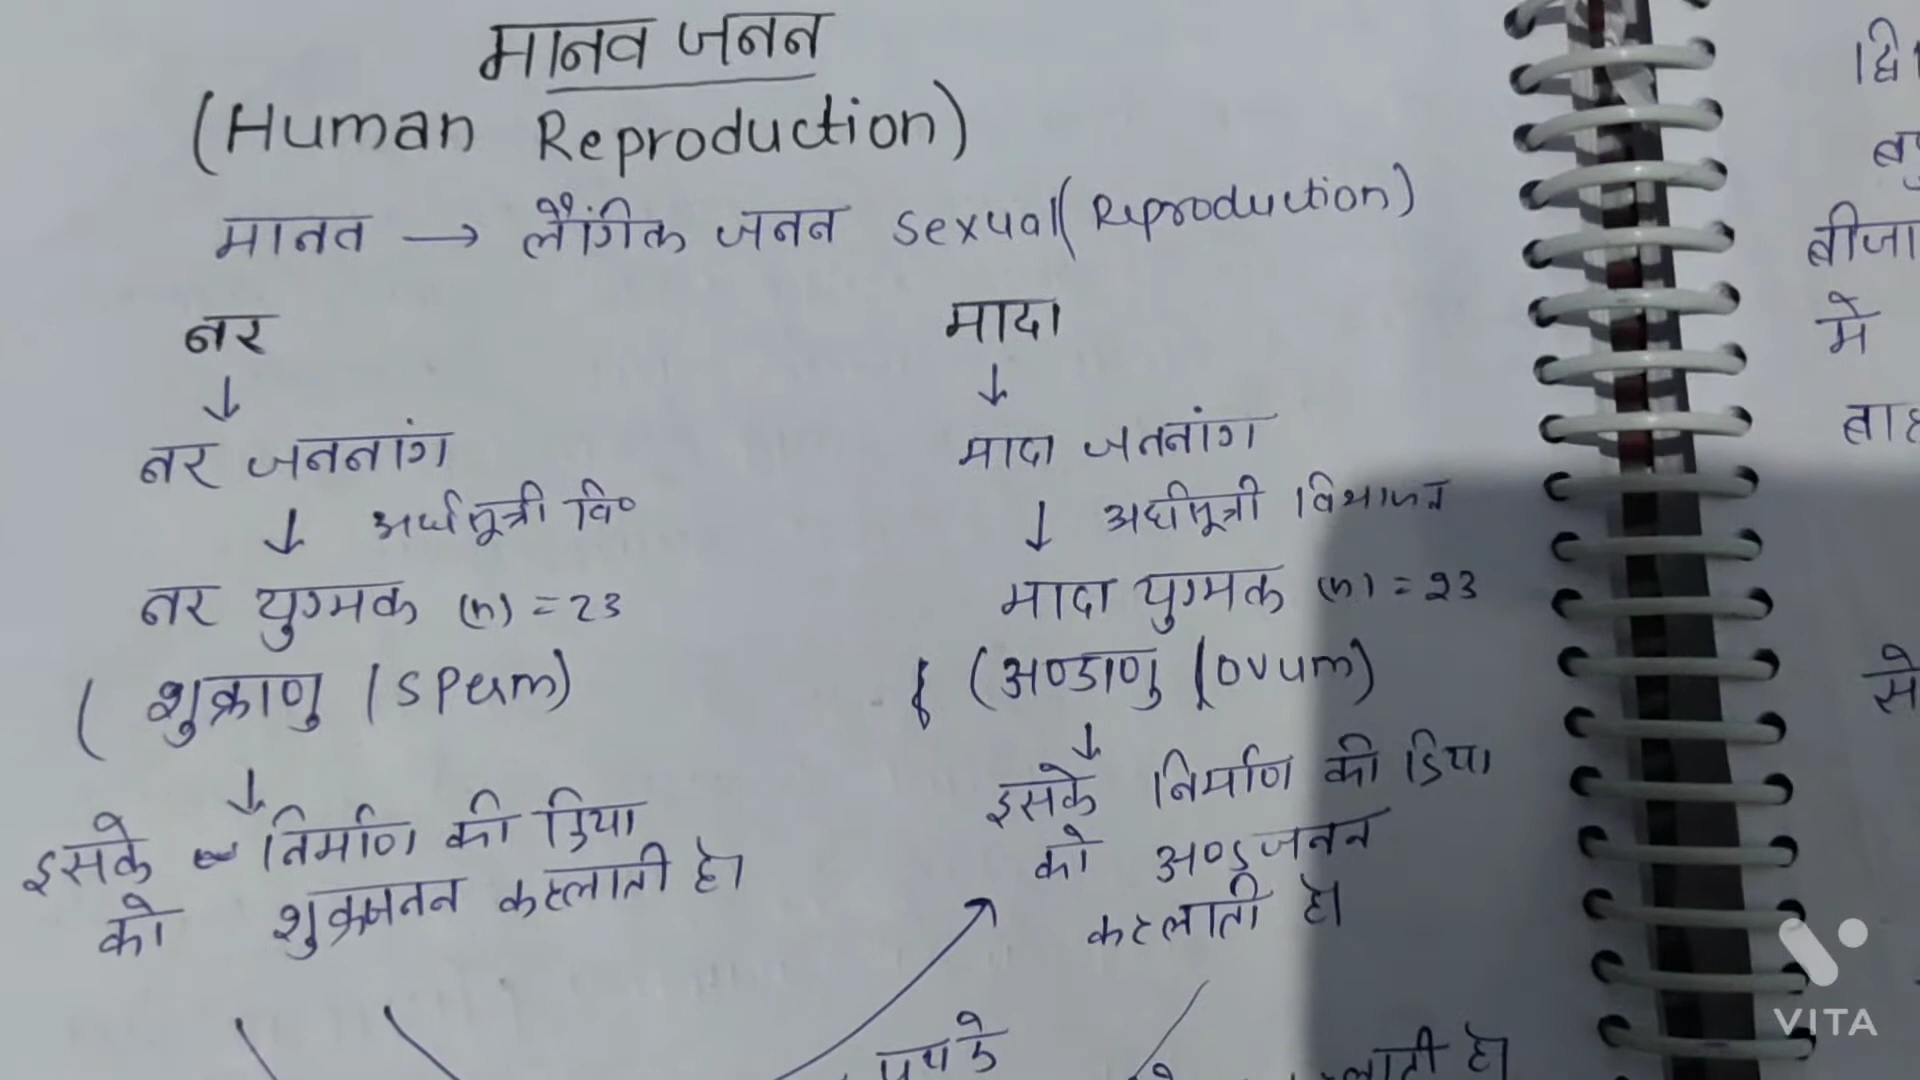 मानव जनन
(Human Reproduction)
मानव → लैंगिक जनन sexual (Reproduction)
नर
↓
नर जननांग
↓ अर्धसूत्री वि०
नर युग्मक (n) = 23
(शुक्राणु / sperm)
↓
इसके निर्माण की क्रिया
को शुक्रजनन कहलाती है।
मादा
↓
मादा जननांग
↓ अर्धसूत्री विभाजन
मादा युग्मक (n) = 23
(अण्डाणु (ovum)
↓
इसके निर्माण की क्रिया
को अण्डजनन
कहलाती है।
है।
बीजा
में
से
VITA